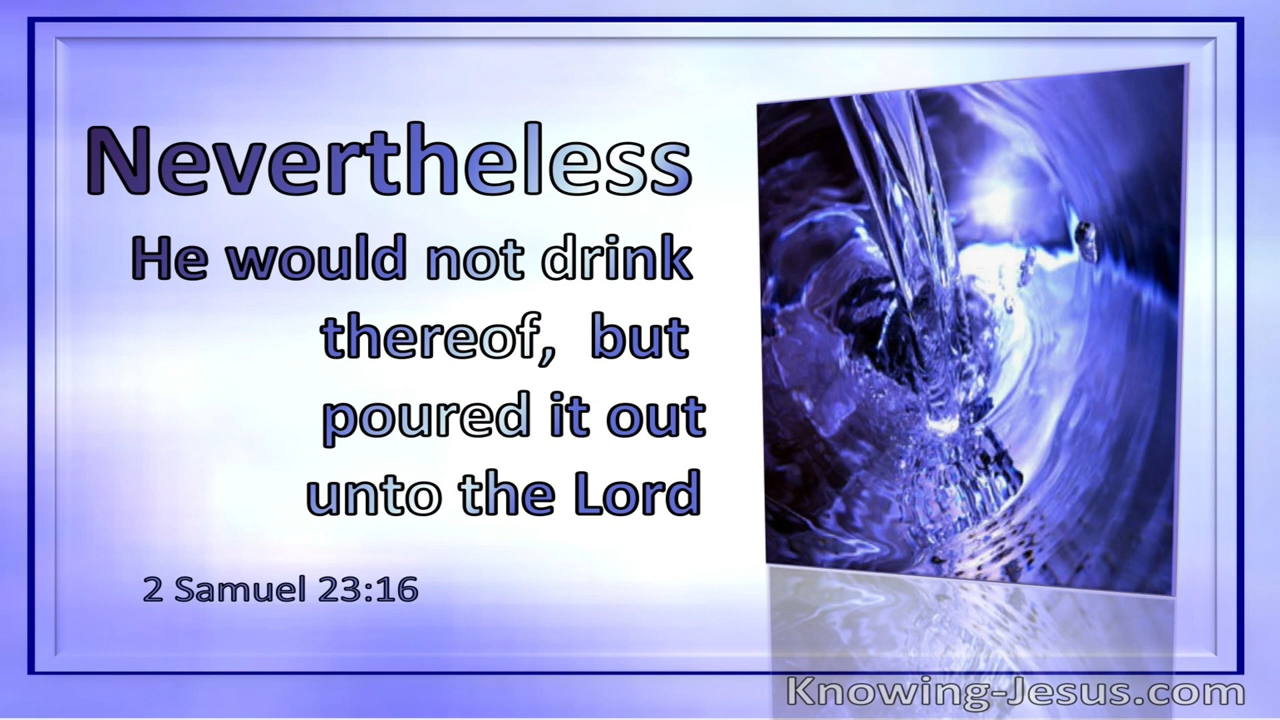 Nevertheless
He would not drink
thereof, but
poured it out
unto the Lord
2 Samuel 23:16
Knowing-Jesus.com